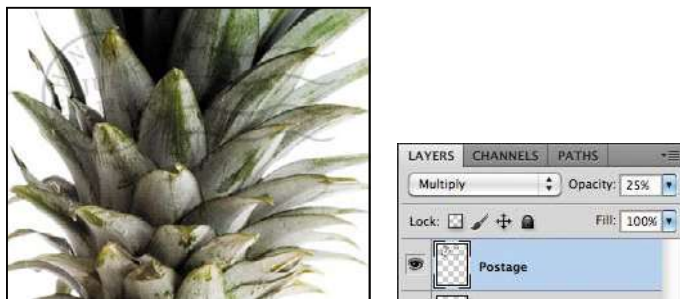 LAYERS CHANNELS PATHS
Multiply Opacity: 25%
Lock: Fill: 100%
Postage